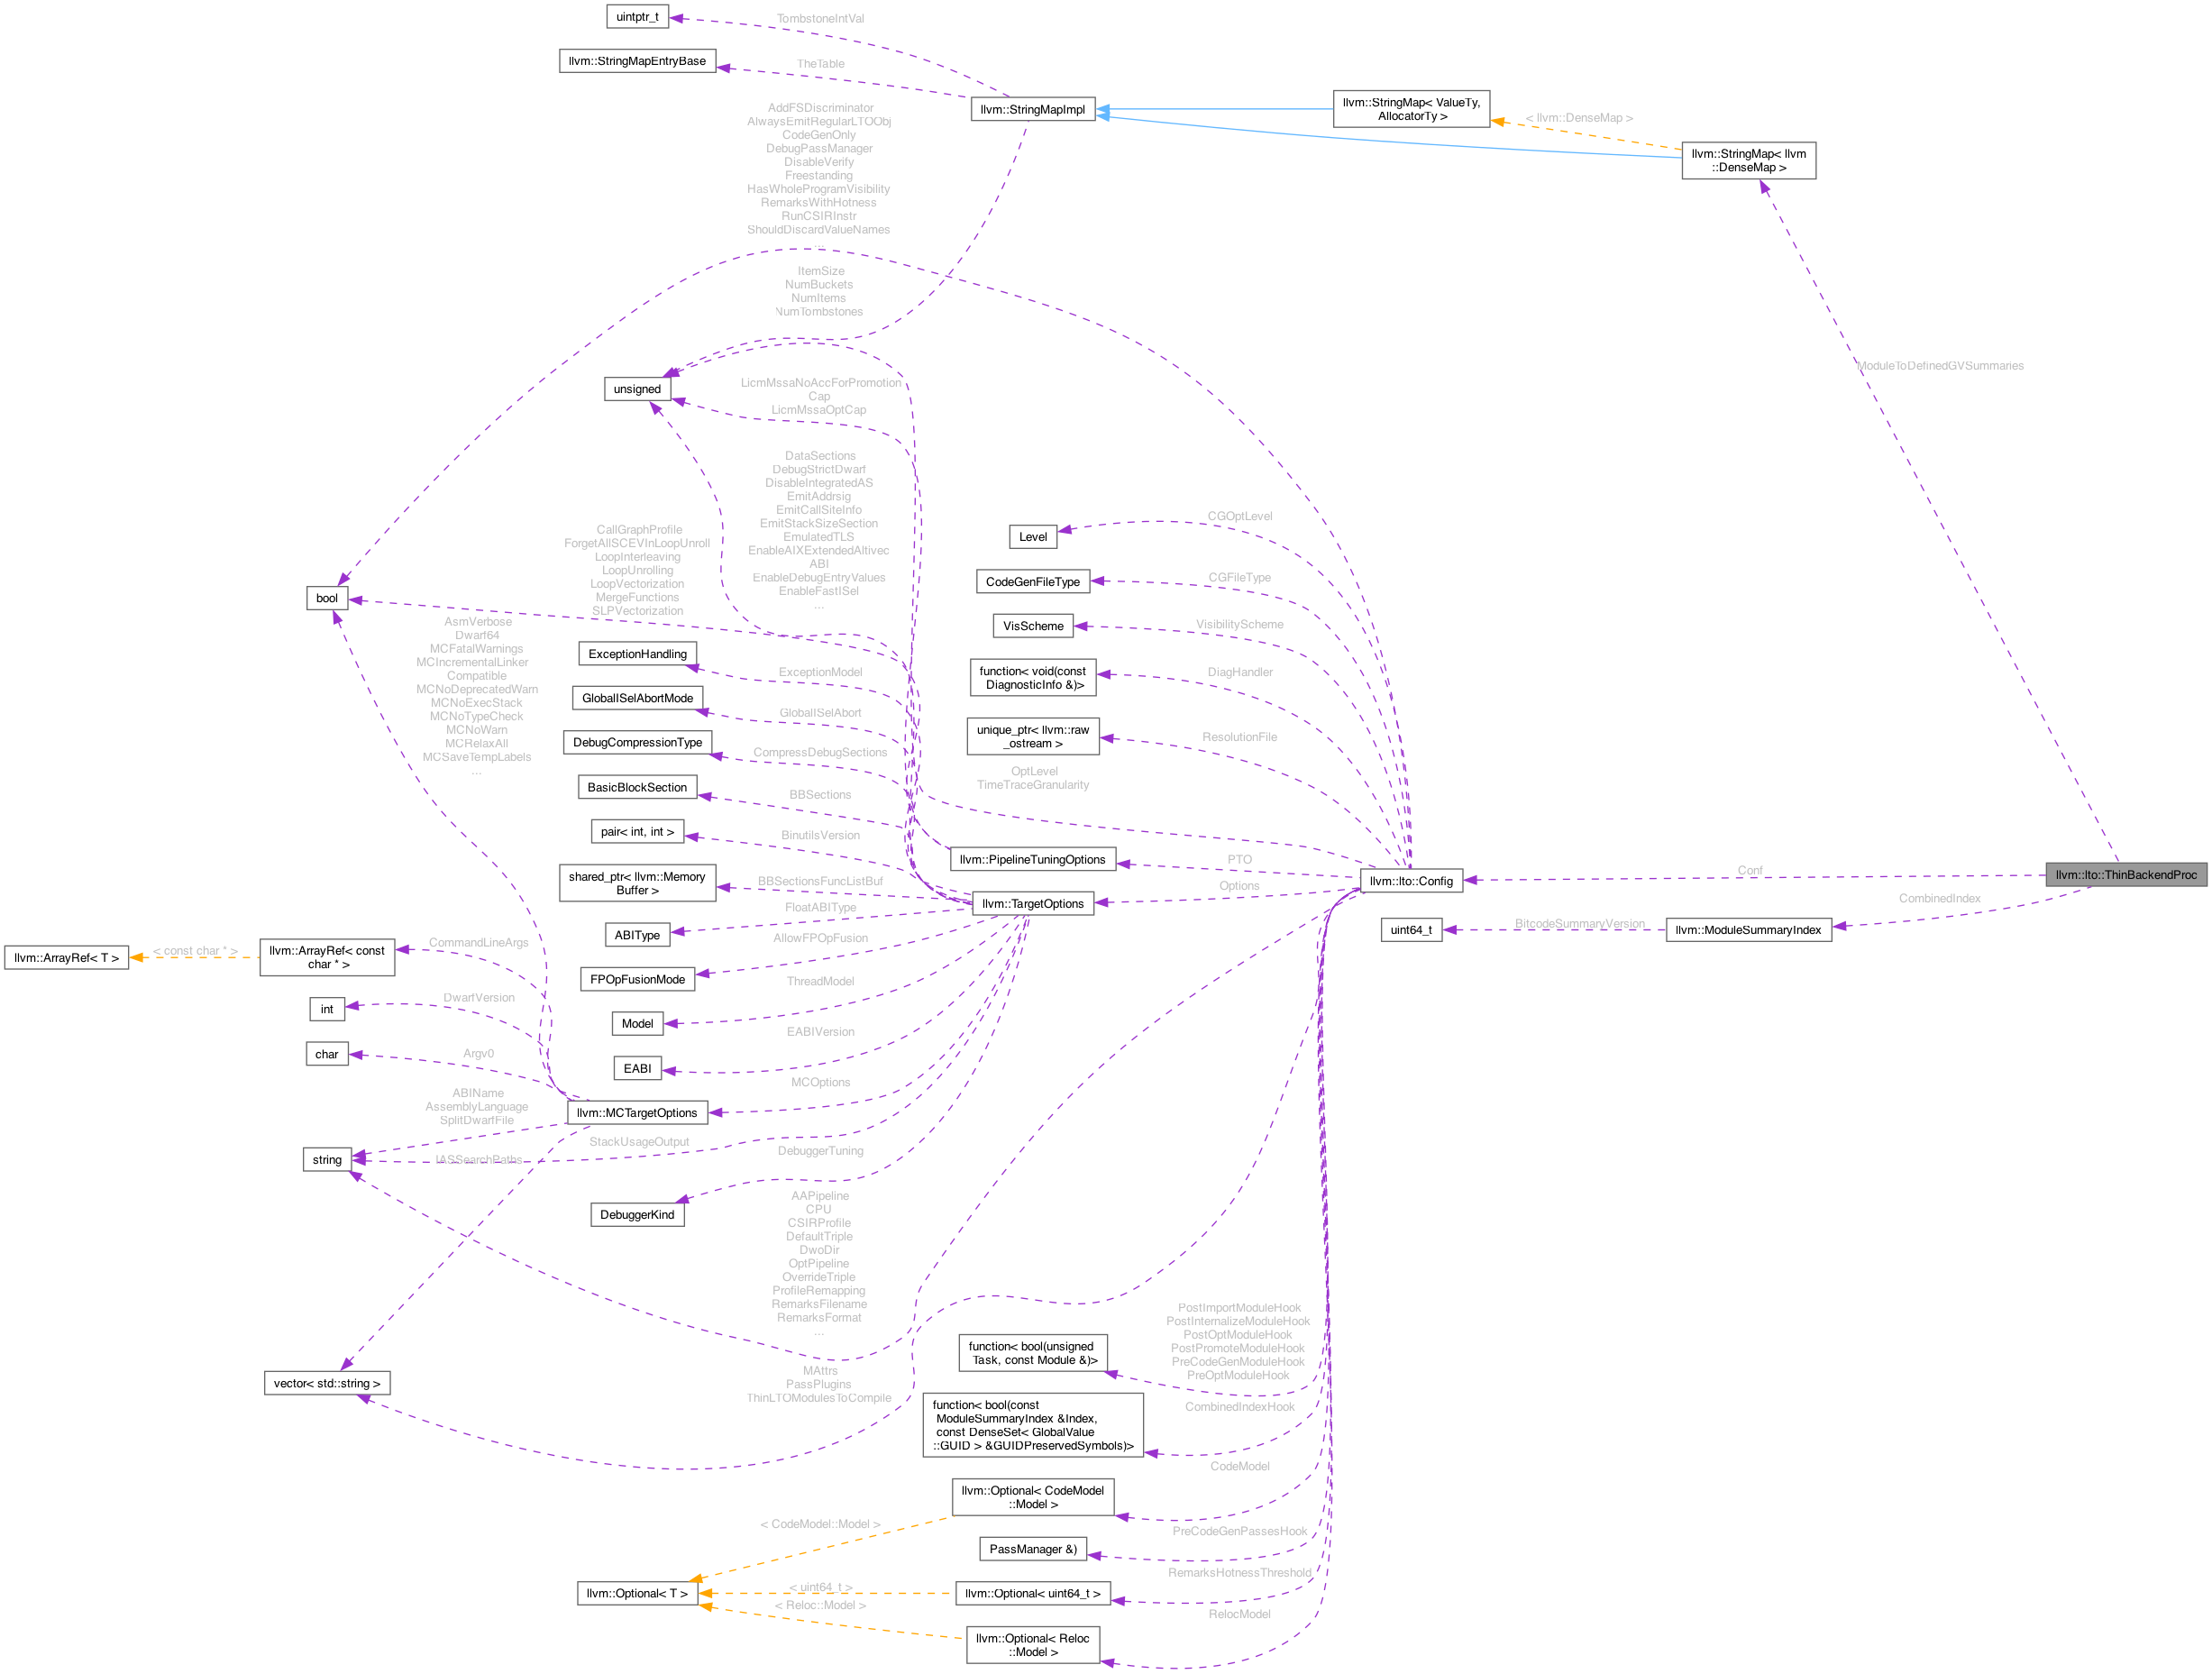 uintptr_t
TombstoneIntVal
llvm::StringMapEntryBase
TheTable
llvm::StringMapImpl
llvm::StringMap< ValueTy,
AllocatorTy >
< llvm::DenseMap >
llvm::StringMap< llvm
::DenseMap >
AddFSDiscriminator
AlwaysEmitRegularLTOObj
CodeGenOnly
DebugPassManager
DisableVerify
Freestanding
HasWholeProgramVisibility
RemarksWithHotness
RunCSIRInstr
ShouldDiscardValueNames
...
ItemSize
NumBuckets
NumItems
NumTombstones
ModuleToDefinedGVSummaries
unsigned
LicmMssaNoAccForPromotion
Cap
LicmMssaOptCap
DataSections
DebugStrictDwarf
DisableIntegratedAS
EmitAddrsig
EmitCallSiteInfo
EmitStackSizeSection
EmulatedTLS
EnableAIXExtendedAltivec
ABI
EnableDebugEntryValues
EnableFastISel
...
CallGraphProfile
ForgetAllSCEVInLoopUnroll
LoopInterleaving
LoopUnrolling
LoopVectorization
MergeFunctions
SLPVectorization
bool
AsmVerbose
Dwarf64
MCFatalWarnings
MCIncrementalLinker
Compatible
MCNoDeprecatedWarn
MCNoExecStack
MCNoTypeCheck
MCNoWarn
MCRelaxAll
MCSaveTempLabels
...
Level
CGOptLevel
CodeGenFileType
CGFileType
VisScheme
VisibilityScheme
function< void(const
DiagnosticInfo &)>
DiagHandler
unique_ptr< llvm::raw
_ostream >
ResolutionFile
OptLevel
TimeTraceGranularity
ExceptionHandling
ExceptionModel
GlobalISelAbortMode
GlobalISelAbort
DebugCompressionType
CompressDebugSections
BasicBlockSection
BBSections
pair< int, int >
BinutilsVersion
shared_ptr< llvm::Memory
Buffer >
BBSectionsFuncListBuf
ABIType
FloatABIType
FPOpFusionMode
AllowFPOpFusion
Model
ThreadModel
EABI
EABIVersion
MCOptions
llvm::PipelineTuningOptions
PTO
llvm::TargetOptions
Options
llvm::lto::Config
Conf
llvm::lto::ThinBackendProc
CombinedIndex
uint64_t
BitcodeSummaryVersion
llvm::ModuleSummaryIndex
llvm::ArrayRef< T >
< const char * >
llvm::ArrayRef< const
char * >
CommandLineArgs
int
DwarfVersion
char
Argv0
llvm::MCTargetOptions
ABIName
AssemblyLanguage
SplitDwarfFile
string
IASSearchPaths
StackUsageOutput
DebuggerTuning
DebuggerKind
AAPipeline
CPU
CSIRProfile
DefaultTriple
DwoDir
OptPipeline
OverrideTriple
ProfileRemapping
RemarksFilename
RemarksFormat
...
vector< std::string >
MAttrs
PassPlugins
ThinLTOModulesToCompile
function< bool(unsigned
Task, const Module &)>
PostImportModuleHook
PostInternalizeModuleHook
PostOptModuleHook
PostPromoteModuleHook
PreCodeGenModuleHook
PreOptModuleHook
function< bool(const
ModuleSummaryIndex &Index,
const DenseSet< GlobalValue
::GUID > &GUIDPreservedSymbols)>
CombinedIndexHook
llvm::Optional< CodeModel
::Model >
CodeModel
< CodeModel::Model >
PassManager &)
PreCodeGenPassesHook
llvm::Optional< T >
< uint64_t >
llvm::Optional< uint64_t >
RemarksHotnessThreshold
< Reloc::Model >
llvm::Optional< Reloc
::Model >
RelocModel